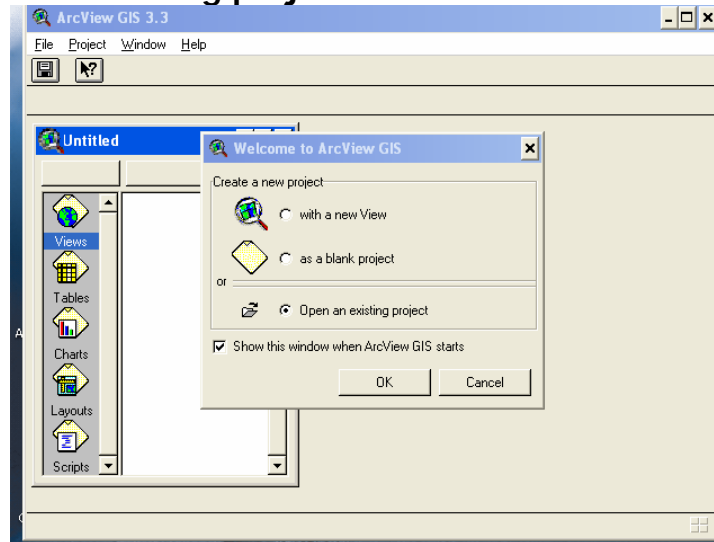 ArcView GIS 3.3
File Project Window Help
Untitled
Welcome to ArcView GIS
Create a new project
with a new View
as a blank project
or
Open an existing project
Show this window when ArcView GIS starts
OK Cancel
Views
Tables
Charts
Layouts
Scripts